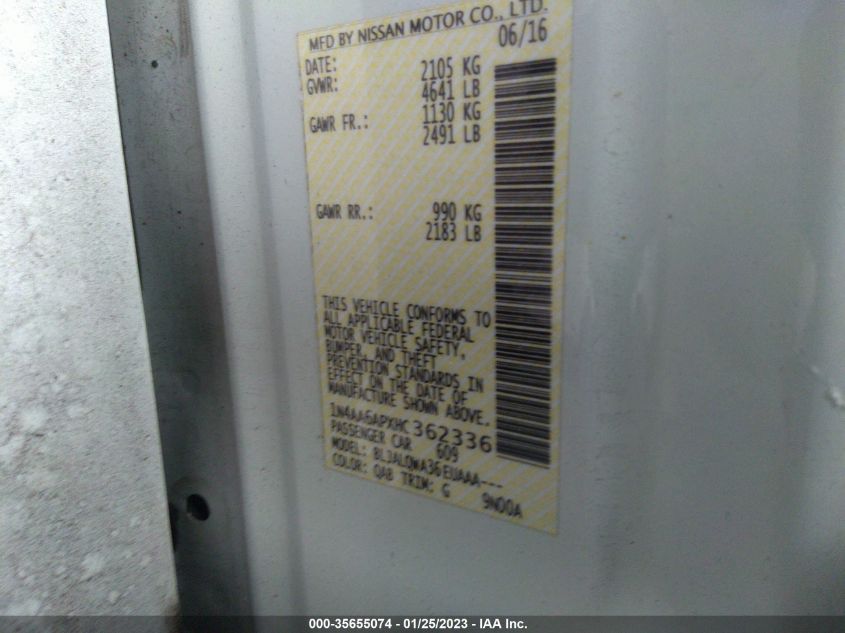 MFD BY NISSAN MOTOR CO., LTD.
DATE: 06/16
GVWR: 2105 KG
4641 LB
GAWR FR.: 1130 KG
2491 LB
GAWR RR.: 990 KG
2183 LB
THIS VEHICLE CONFORMS TO
ALL APPLICABLE FEDERAL
MOTOR VEHICLE SAFETY,
BUMPER, AND THEFT
PREVENTION STANDARDS IN
EFFECT ON THE DATE OF
MANUFACTURE SHOWN ABOVE.
1N4AA6APXHC362336
PASSENGER CAR 609
MODEL: BLJALQWA36EUAAA---
COLOR: QAB TRIM: G 9N00A
000-35655074 - 01/25/2023 - IAA Inc.